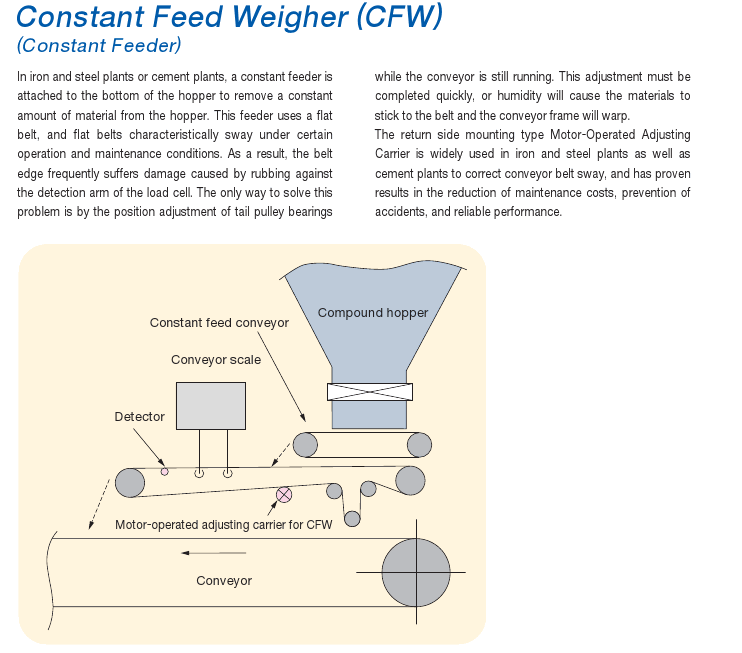 Constant Feed Weigher (CFW)
(Constant Feeder)
In iron and steel plants or cement plants, a constant feeder is
attached to the bottom of the hopper to remove a constant
amount of material from the hopper. This feeder uses a flat
belt, and flat belts characteristically sway under certain
operation and maintenance conditions. As a result, the belt
edge frequently suffers damage caused by rubbing against
the detection arm of the load cell. The only way to solve this
problem is by the position adjustment of tail pulley bearings
while the conveyor is still running. This adjustment must be
completed quickly, or humidity will cause the materials to
stick to the belt and the conveyor frame will warp.
The return side mounting type Motor-Operated Adjusting
Carrier is widely used in iron and steel plants as well as
cement plants to correct conveyor belt sway, and has proven
results in the reduction of maintenance costs, prevention of
accidents, and reliable performance.
Compound hopper
Constant feed conveyor
Conveyor scale
Detector
Motor-operated adjusting carrier for CFW
Conveyor